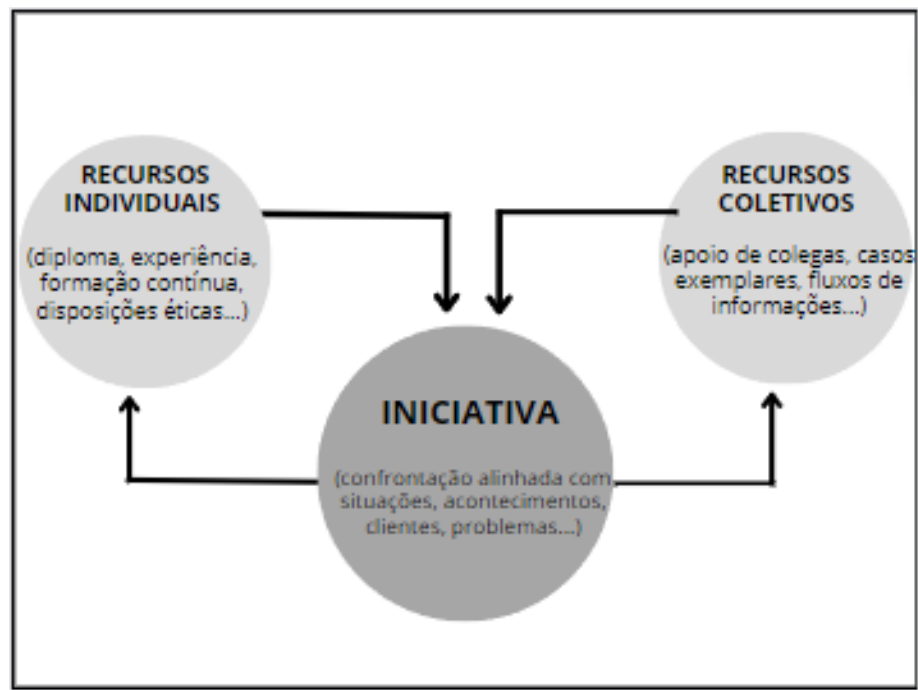 RECURSOS
INDIVIDUAIS
(diploma, experiência,
formação contínua,
disposições éticas...)
RECURSOS
COLETIVOS
(apoio de colegas, casos
exemplares, fluxos de
informações...)
INICIATIVA
(confrontação alinhada com
situações, acontecimentos,
clientes, problemas...)